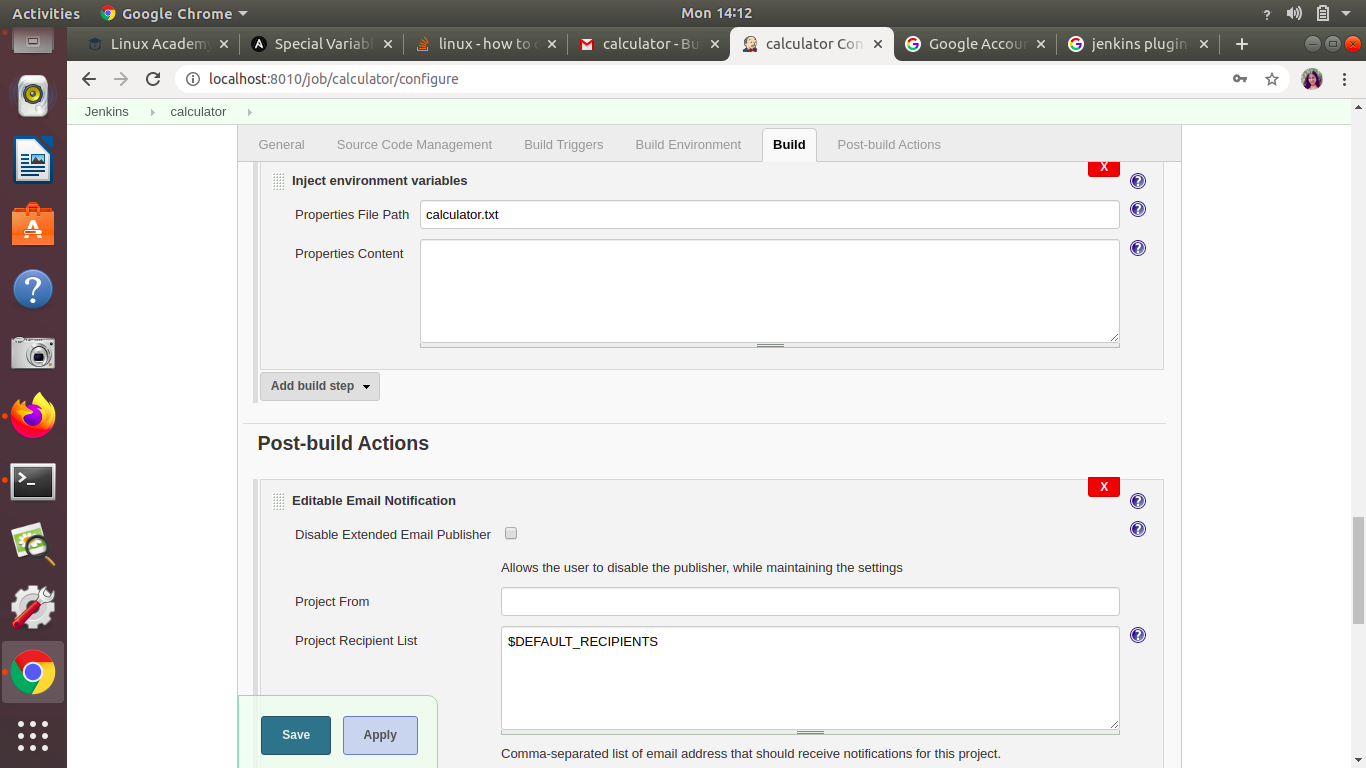 Activities Google Chrome Mon 14:12 ?
Linux Academ Special Variabl linux - how to calculator - Bu calculator Con Google Accou jenkins plugin
localhost:8010/job/calculator/configure
Jenkins calculator
General Source Code Management Build Triggers Build Environment Build Post-build Actions
X
Inject environment variables ?
Properties File Path calculator.txt ?
Properties Content ?
Add build step
Post-build Actions
X
Editable Email Notification ?
Disable Extended Email Publisher ?
Allows the user to disable the publisher, while maintaining the settings
Project From
Project Recipient List $DEFAULT_RECIPIENTS ?
Save Apply
Comma-separated list of email address that should receive notifications for this project.